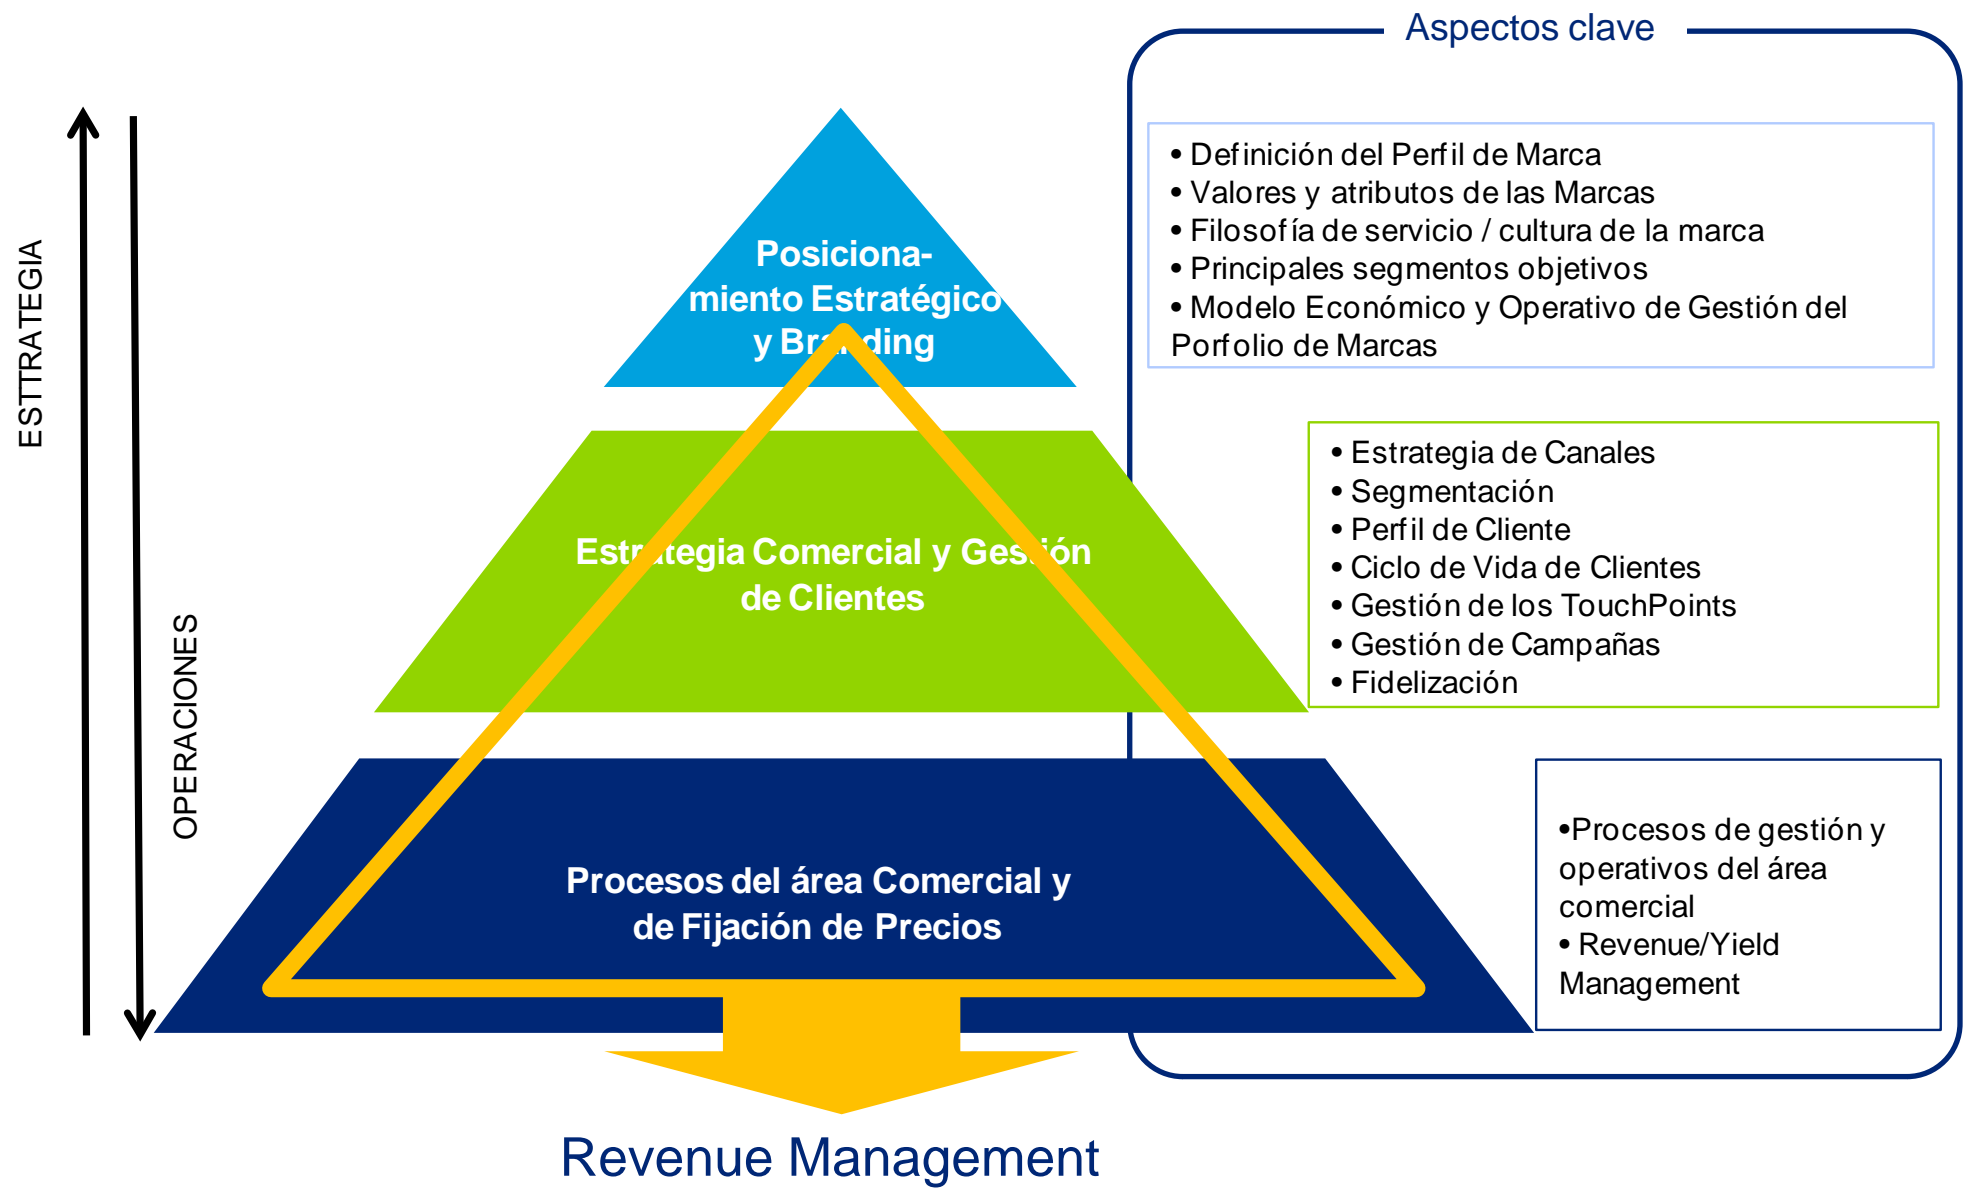 Aspectos clave
ESTTRATEGIA
OPERACIONES
Posiciona-
miento Estratégico
y Branding
• Definición del Perfil de Marca
• Valores y atributos de las Marcas
• Filosofía de servicio / cultura de la marca
• Principales segmentos objetivos
• Modelo Económico y Operativo de Gestión del
Porfolio de Marcas
Estrategia Comercial y Gestión
de Clientes
• Estrategia de Canales
• Segmentación
• Perfil de Cliente
• Ciclo de Vida de Clientes
• Gestión de los TouchPoints
• Gestión de Campañas
• Fidelización
Procesos del área Comercial y
de Fijación de Precios
•Procesos de gestión y
operativos del área
comercial
• Revenue/Yield
Management
Revenue Management